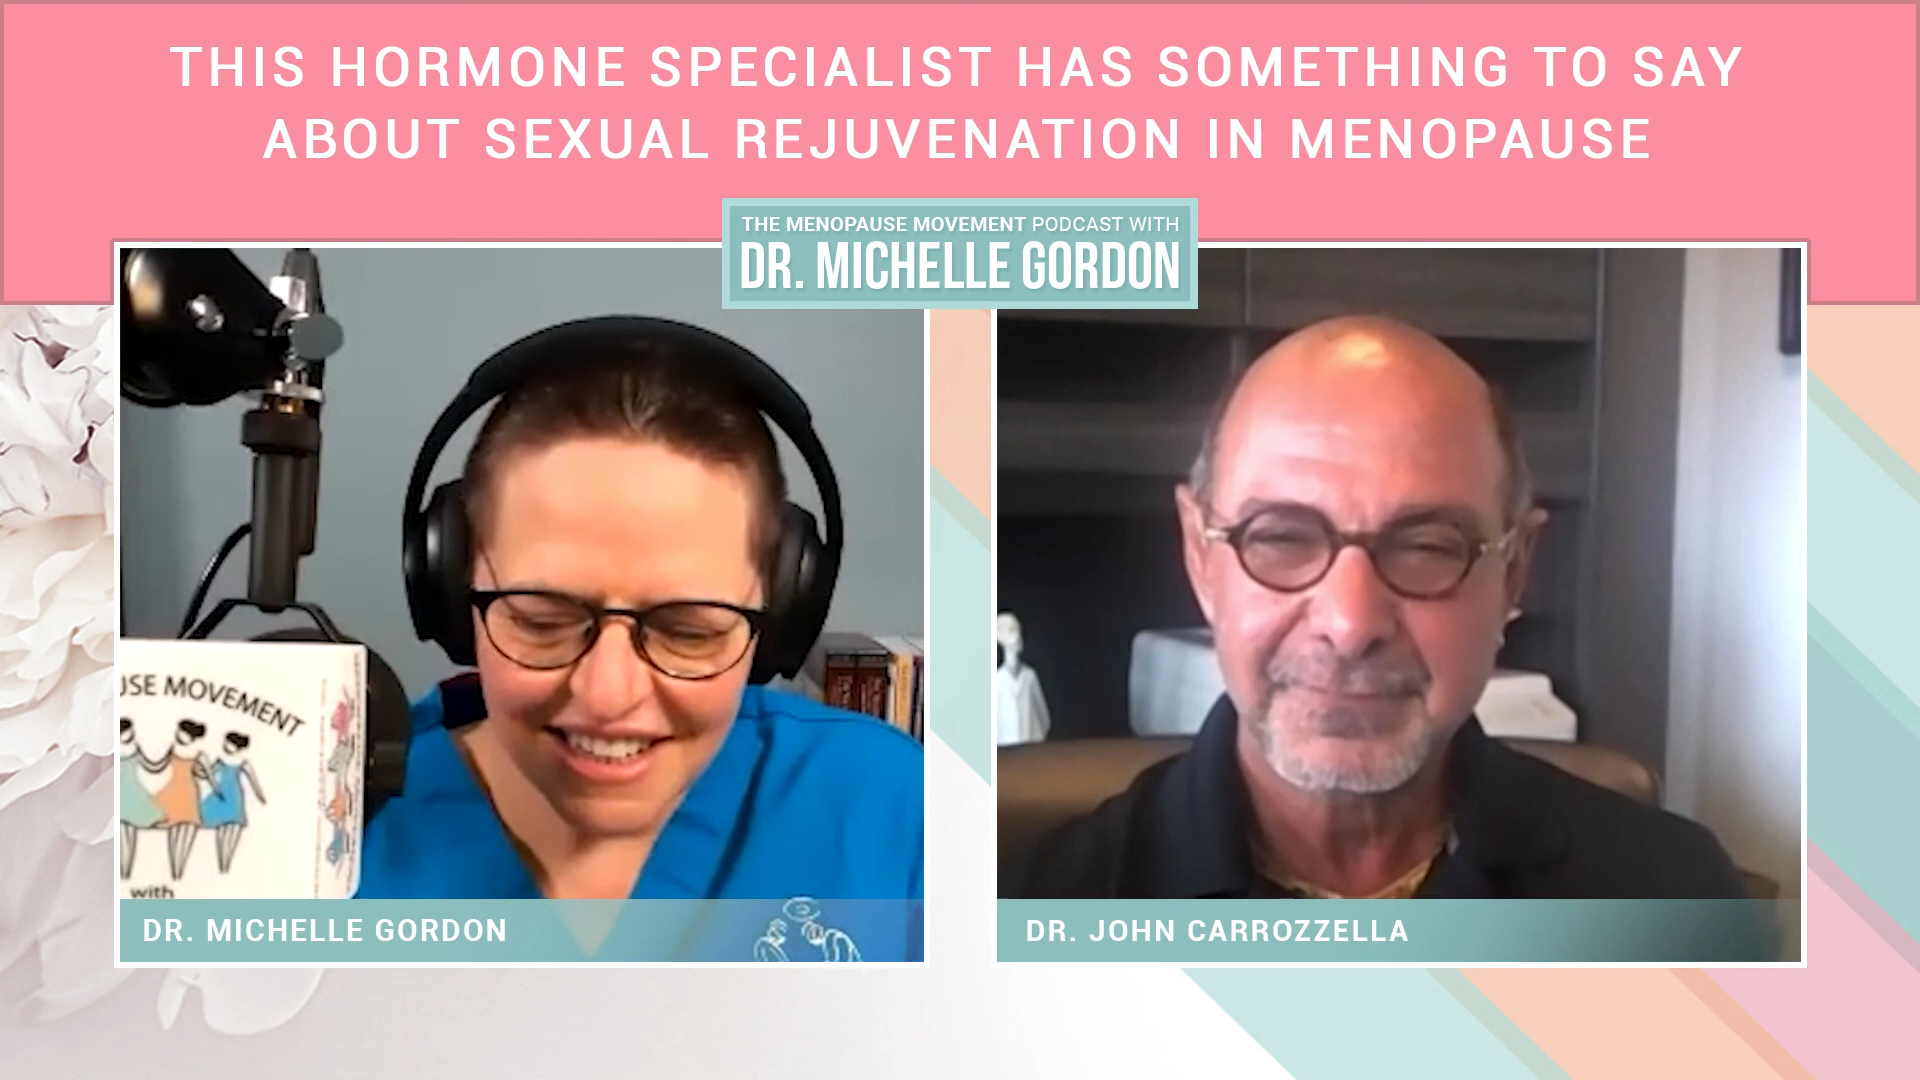 THIS HORMONE SPECIALIST HAS SOMETHING TO SAY
ABOUT SEXUAL REJUVENATION IN MENOPAUSE
THE MENOPAUSE MOVEMENT PODCAST WITH
DR. MICHELLE GORDON
MOVEMENT
with
DR. MICHELLE GORDON
DR. JOHN CARROZZELLA